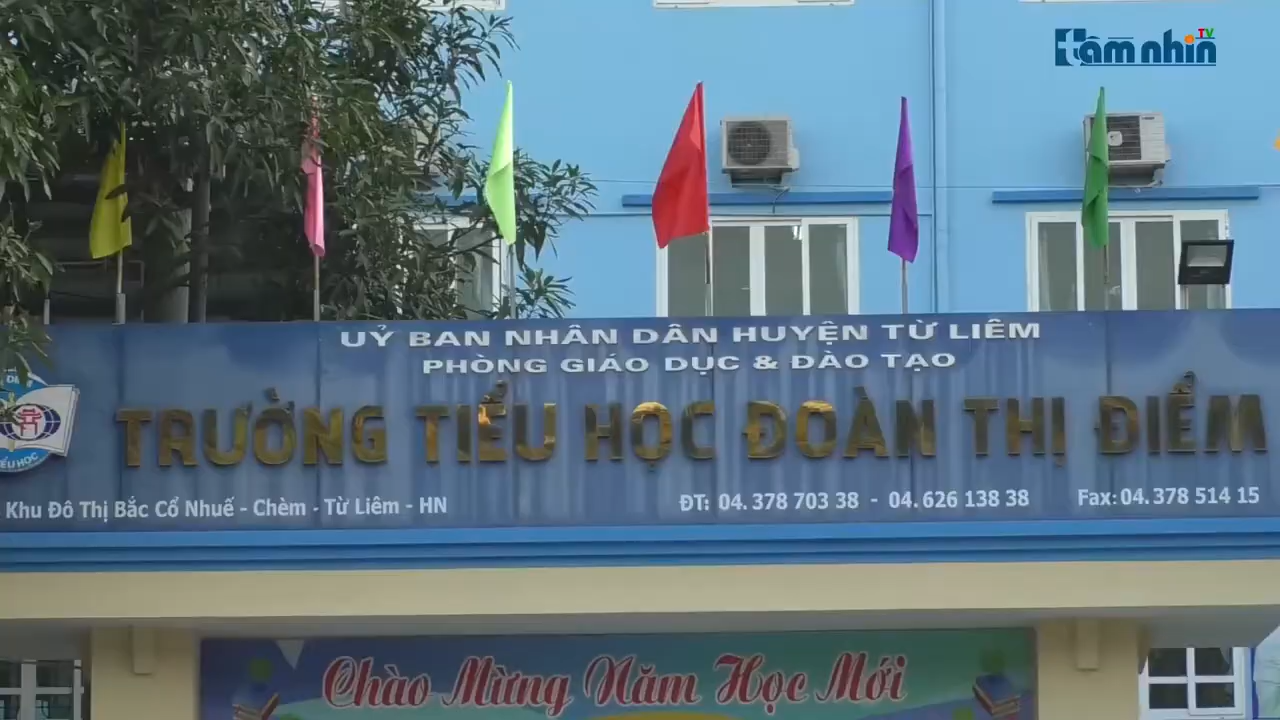 tầm nhìn TV
UỶ BAN NHÂN DÂN HUYỆN TỪ LIÊM
PHÒNG GIÁO DỤC & ĐÀO TẠO
TRƯỜNG TIỂU HỌC ĐOÀN THỊ ĐIỂM
Khu Đô Thị Bắc Cổ Nhuế - Chèm - Từ Liêm - HN
ĐT: 04. 378 703 38 - 04. 626 138 38
Fax: 04. 378 514 15
Chào Mừng Năm Học Mới